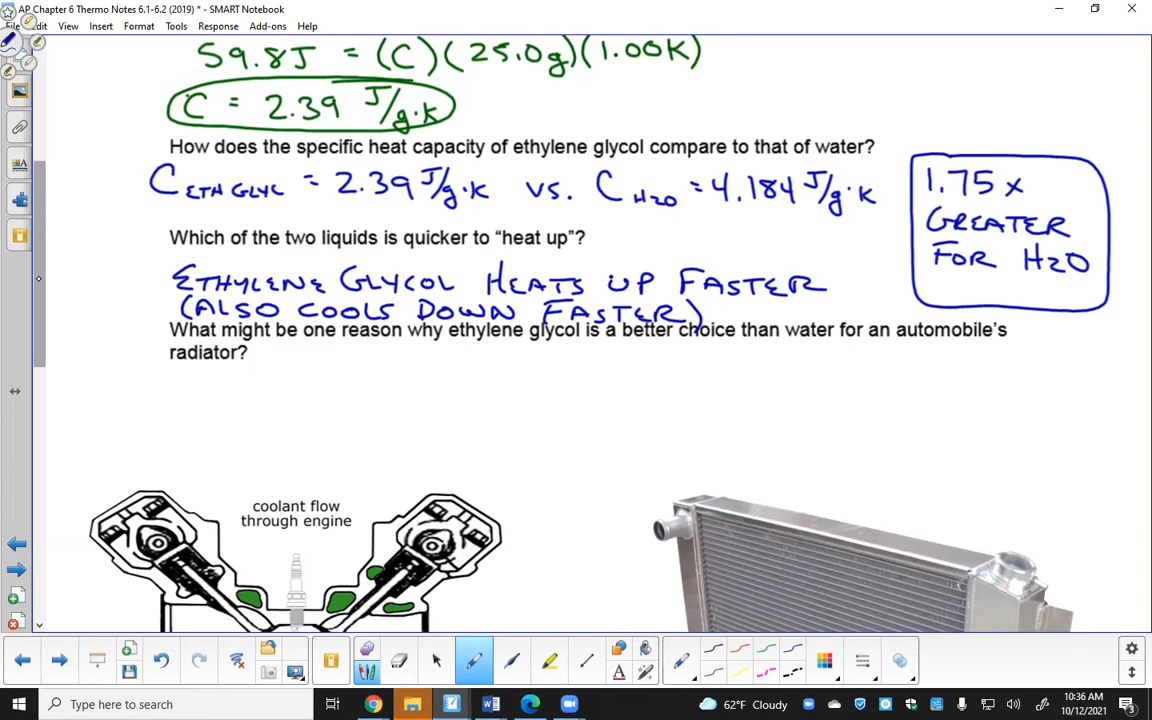 AP Chapter 6 Thermo Notes 6.1-6.2 (2019) * - SMART Notebook
View Insert Format Tools Response Add-ons Help
59.8J = (C)(25.0g)(1.00K)
C = 2.39 J/g·K
How does the specific heat capacity of ethylene glycol compare to that of water?
C ETH GLYC = 2.39 J/g·K vs. C H2O = 4.184 J/g·K
1.75 x
GREATER
FOR H2O
Which of the two liquids is quicker to “heat up”?
ETHYLENE GLYCOL HEATS UP FASTER
(ALSO COOLS DOWN FASTER)
What might be one reason why ethylene glycol is a better choice than water for an automobile’s
radiator?
coolant flow
through engine
Type here to search
62°F Cloudy
10:36 AM
10/12/2021
3